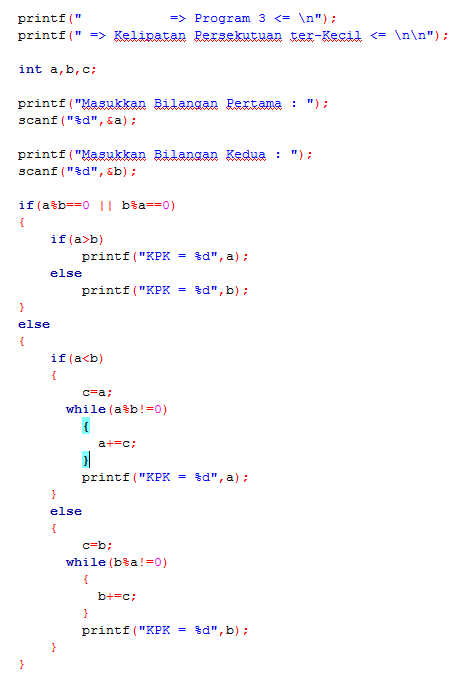 printf("           => Program 3 <= \n");
printf(" => Kelipatan Persekutuan ter-Kecil <= \n\n");
int a,b,c;
printf("Masukkan Bilangan Pertama : ");
scanf("%d",&a);
printf("Masukkan Bilangan Kedua : ");
scanf("%d",&b);
if(a%b==0 || b%a==0)
{
    if(a>b)
        printf("KPK = %d",a);
    else
        printf("KPK = %d",b);
}
else
{
    if(a<b)
    {
        c=a;
      while(a%b!=0)
        {
          a+=c;
        }
        printf("KPK = %d",a);
    }
    else
    {
        c=b;
      while(b%a!=0)
        {
          b+=c;
        }
        printf("KPK = %d",b);
    }
}